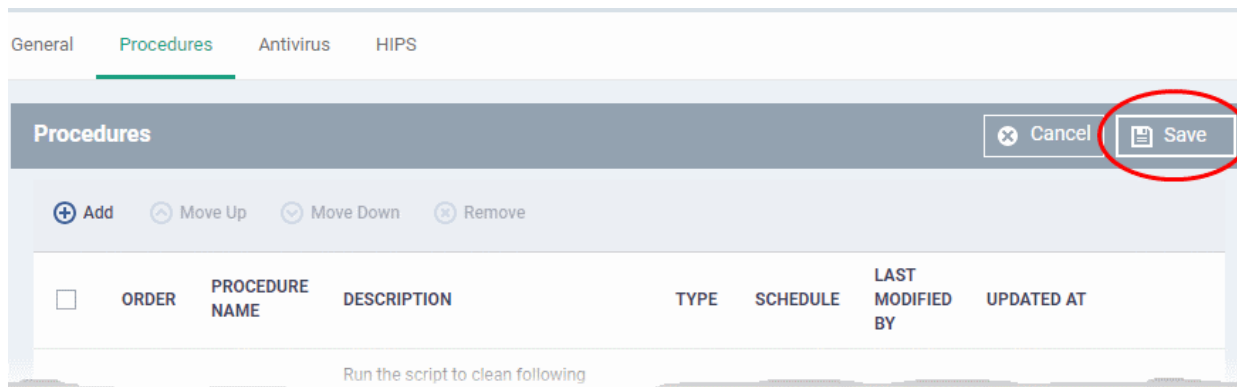 General Procedures Antivirus HIPS
Procedures Cancel Save
Add Move Up Move Down Remove
ORDER PROCEDURE NAME DESCRIPTION TYPE SCHEDULE LAST MODIFIED BY UPDATED AT
Run the script to clean following